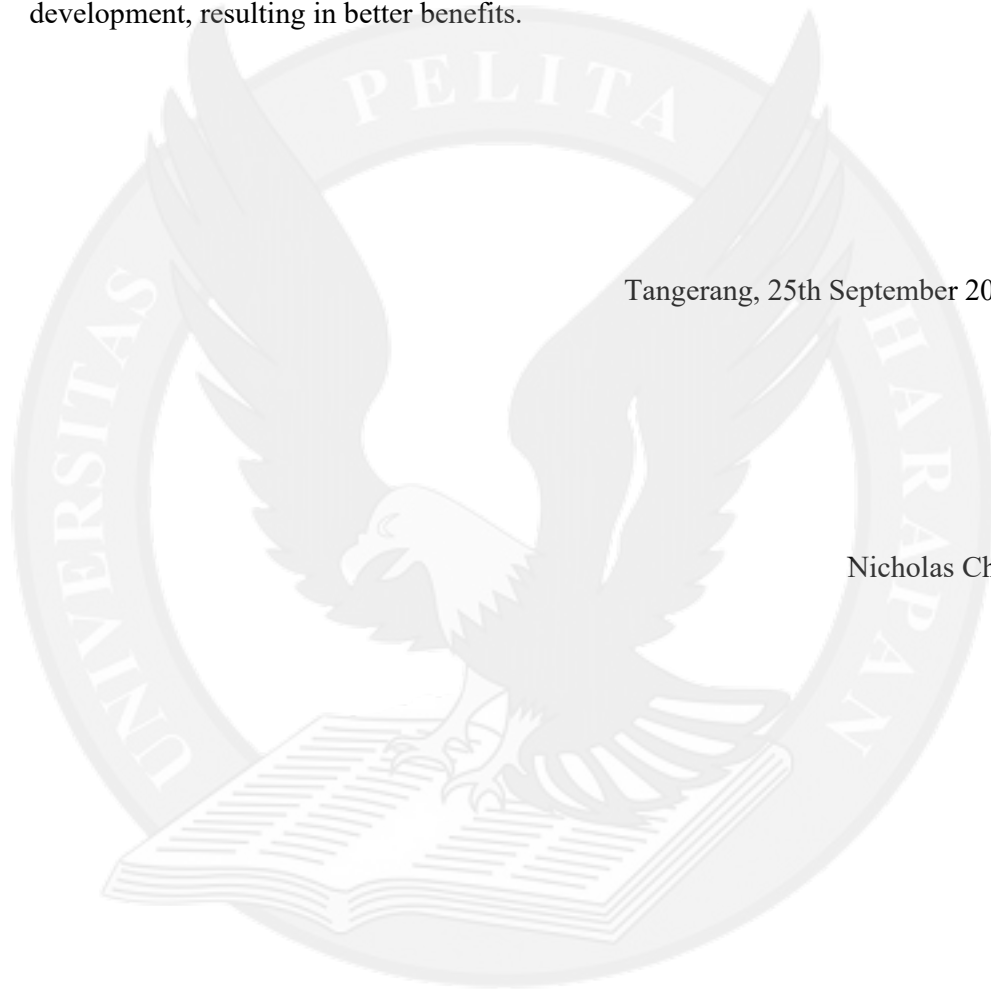 development, resulting in better benefits.
PELITA
Tangerang, 25th September 20
UNIVERSITAS
HARAPAN
Nicholas Ch